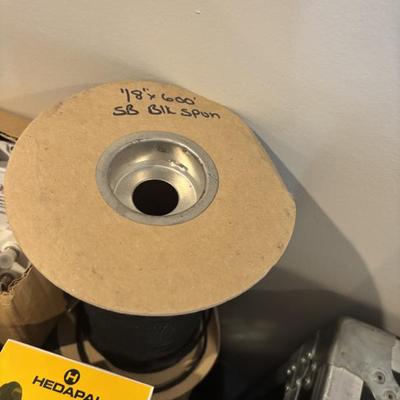 1/8" x 600'
SB Blk spun
H
HEDAPAL